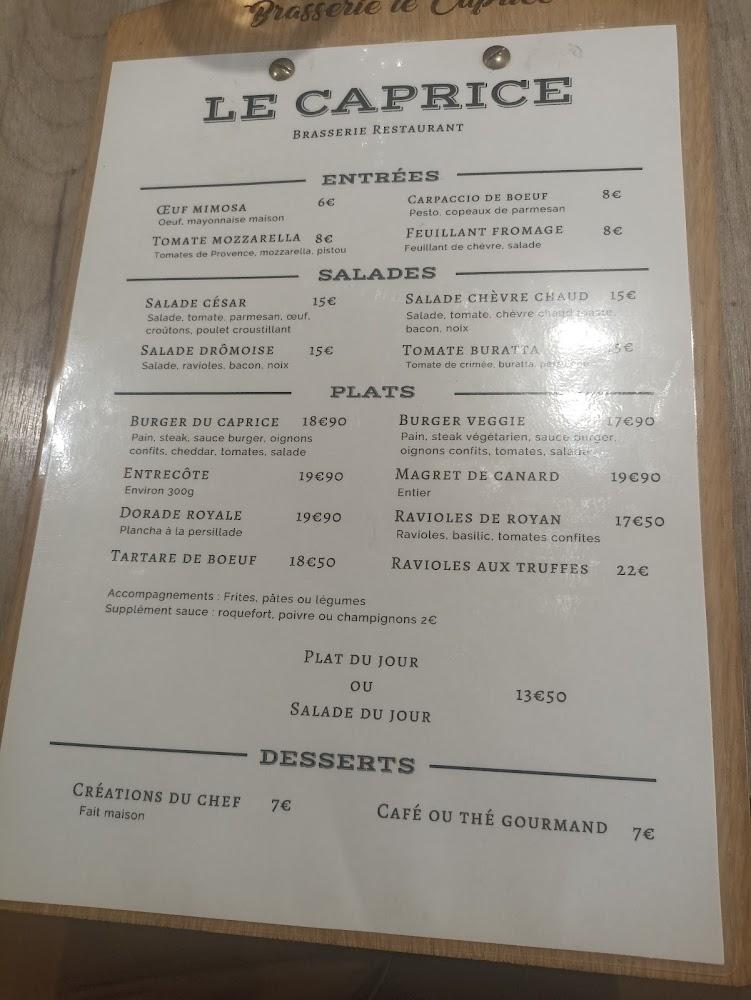 Brasserie le Caprice
LE CAPRICE
BRASSERIE RESTAURANT
ENTRÉES
ŒUF MIMOSA 6€
Oeuf, mayonnaise maison
TOMATE MOZZARELLA 8€
Tomates de Provence, mozzarella, pistou
CARPACCIO DE BOEUF 8€
Pesto, copeaux de parmesan
FEUILLANT FROMAGE 8€
Feuillant de chèvre, salade
SALADES
SALADE CÉSAR 15€
Salade, tomate, parmesan, œuf,
croûtons, poulet croustillant
SALADE DRÔMOISE 15€
Salade, ravioles, bacon, noix
SALADE CHÈVRE CHAUD 15€
Salade, tomate, chèvre chaud
bacon, noix
TOMATE BURATTA
Tomate de crimée, buratta,
PLATS
BURGER DU CAPRICE 18€90
Pain, steak, sauce burger, oignons
confits, cheddar, tomates, salade
ENTRECÔTE 19€90
Environ 300g
DORADE ROYALE 19€90
Plancha à la persillade
TARTARE DE BOEUF 18€50
BURGER VEGGIE 17€90
Pain, steak végétarien, sauce burger,
oignons confits, tomates, salade
MAGRET DE CANARD 19€90
Entier
RAVIOLES DE ROYAN 17€50
Ravioles, basilic, tomates confites
RAVIOLES AUX TRUFFES 22€
Accompagnements : Frites, pâtes ou légumes
Supplément sauce : roquefort, poivre ou champignons 2€
PLAT DU JOUR
OU
SALADE DU JOUR
13€50
DESSERTS
CRÉATIONS DU CHEF 7€
Fait maison
CAFÉ OU THÉ GOURMAND 7€